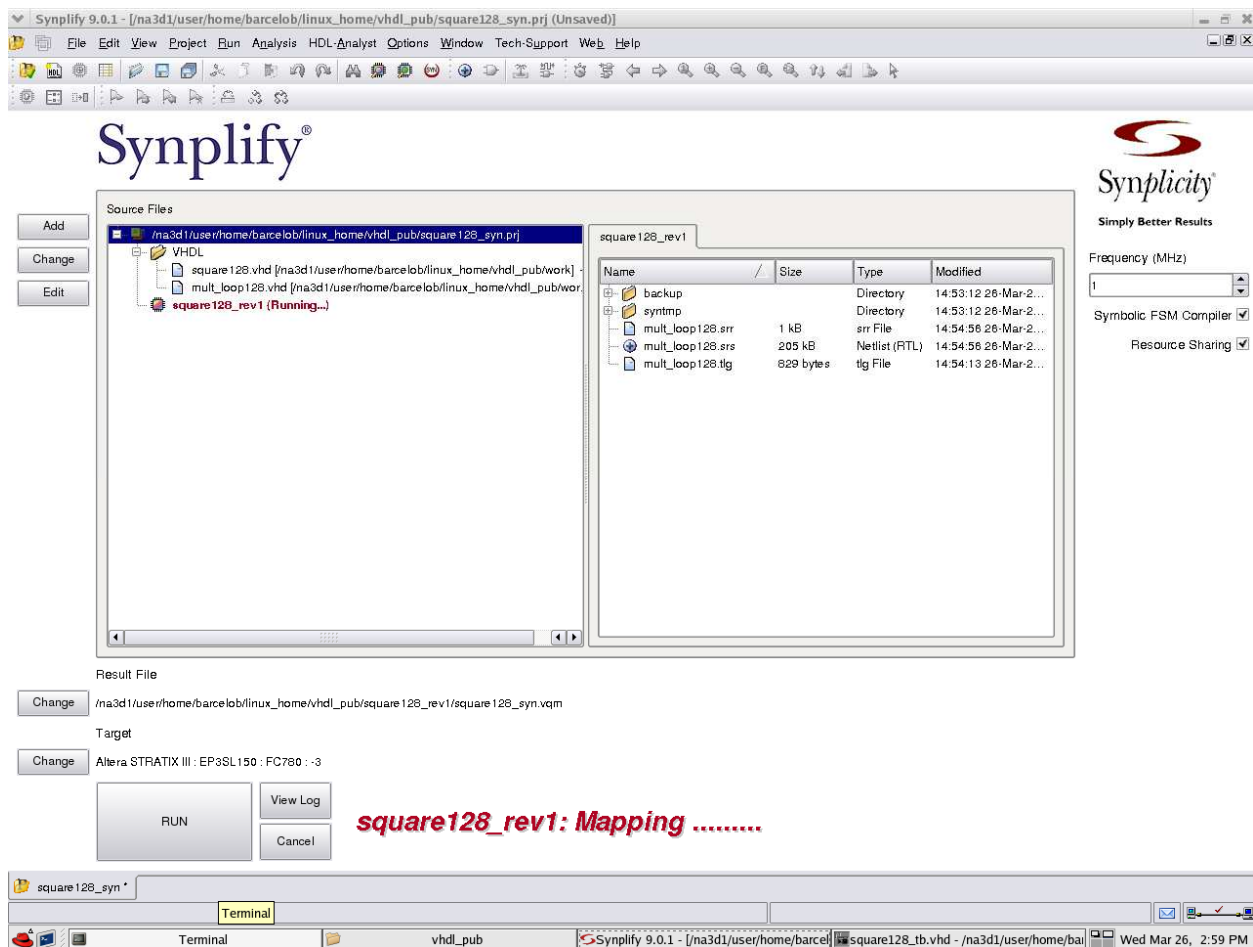 Synplify 9.0.1 - [/na3d1/user/home/barcelob/linux_home/vhdl_pub/square128_syn.prj (Unsaved)]
File Edit View Project Run Analysis HDL-Analyst Options Window Tech-Support Web Help
Synplify®
Synplicity®
Simply Better Results
Frequency (MHz)
1
Symbolic FSM Compiler
Resource Sharing
Add
Change
Edit
Source Files
/na3d1/user/home/barcelob/linux_home/vhdl_pub/square128_syn.prj
VHDL
square128.vhd [/na3d1/user/home/barcelob/linux_home/vhdl_pub/work] -
mult_loop128.vhd [/na3d1/user/home/barcelob/linux_home/vhdl_pub/wor
square128_rev1 (Running...)
square128_rev1
Name / Size Type Modified
backup Directory 14:53:12 26-Mar-2...
syntmp Directory 14:53:12 26-Mar-2...
mult_loop128.srr 1 kB srr File 14:54:56 26-Mar-2...
mult_loop128.srs 205 kB Netlist (RTL) 14:54:56 26-Mar-2...
mult_loop128.tlg 829 bytes tlg File 14:54:13 26-Mar-2...
Result File
Change /na3d1/user/home/barcelob/linux_home/vhdl_pub/square128_rev1/square128_syn.vqm
Target
Change Altera STRATIX III : EP3SL150 : FC780 : -3
RUN
View Log
Cancel
square128_rev1: Mapping .........
square128_syn *
Terminal
Terminal vhdl_pub Synplify 9.0.1 - [/na3d1/user/home/barcel square128_tb.vhd - /na3d1/user/home/bar Wed Mar 26, 2:59 PM